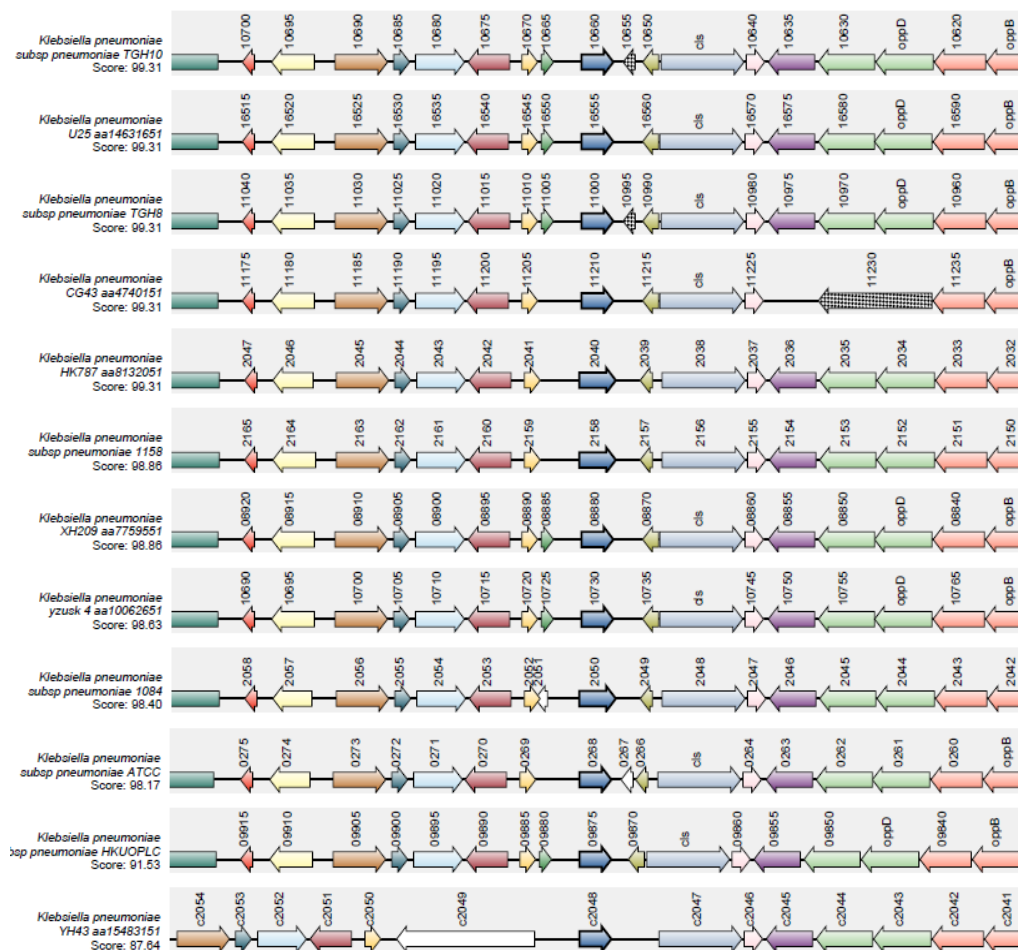 10700 10695 10690 10685 10680 10675 10670 10665 10660 10655 10650 cls 10640 10635 10630 oppD 10620 oppB
Klebsiella pneumoniae
subsp pneumoniae TGH10
Score: 99.31
16515 16520 16525 16530 16535 16540 16545 16550 16555 16560 cls 16570 16575 16580 oppD 16590 oppB
Klebsiella pneumoniae
U25 aa14631651
Score: 99.31
11040 11035 11030 11025 11020 11015 11010 11005 11000 10995 10990 cls 10980 10975 10970 oppD 10960 oppB
Klebsiella pneumoniae
subsp pneumoniae TGH8
Score: 99.31
11175 11180 11185 11190 11195 11200 11205 11210 11215 cls 11225 11230 11235 oppB
Klebsiella pneumoniae
CG43 aa4740151
Score: 99.31
2047 2046 2045 2044 2043 2042 2041 2040 2039 2038 2037 2036 2035 2034 2033 2032
Klebsiella pneumoniae
HK787 aa8132051
Score: 99.31
2165 2164 2163 2162 2161 2160 2159 2158 2157 2156 2155 2154 2153 2152 2151 2150
Klebsiella pneumoniae
subsp pneumoniae 1158
Score: 98.86
08920 08915 08910 08905 08900 08895 08890 08885 08880 08870 cls 08860 08855 08850 oppD 08840 oppB
Klebsiella pneumoniae
XH209 aa7759551
Score: 98.86
10690 10695 10700 10705 10710 10715 10720 10725 10730 10735 cls 10745 10750 10755 oppD 10765 oppB
Klebsiella pneumoniae
yzusk 4 aa10062651
Score: 98.63
2058 2057 2056 2055 2054 2053 2052 2051 2050 2049 2048 2047 2046 2045 2044 2043 2042
Klebsiella pneumoniae
subsp pneumoniae 1084
Score: 98.40
0275 0274 0273 0272 0271 0270 0269 0268 0267 0266 cls 0264 0263 0262 0261 0260 oppB
Klebsiella pneumoniae
subsp pneumoniae ATCC
Score: 98.17
09915 09910 09905 09900 09895 09890 09885 09880 09875 09870 cls 09860 09855 09850 oppD 09840 oppB
Klebsiella pneumoniae
bsp pneumoniae HKUOPLC
Score: 91.53
c2054 c2053 c2052 c2051 c2050 c2049 c2048 c2047 c2046 c2045 c2044 c2043 c2042 c2041
Klebsiella pneumoniae
YH43 aa15483151
Score: 87.64